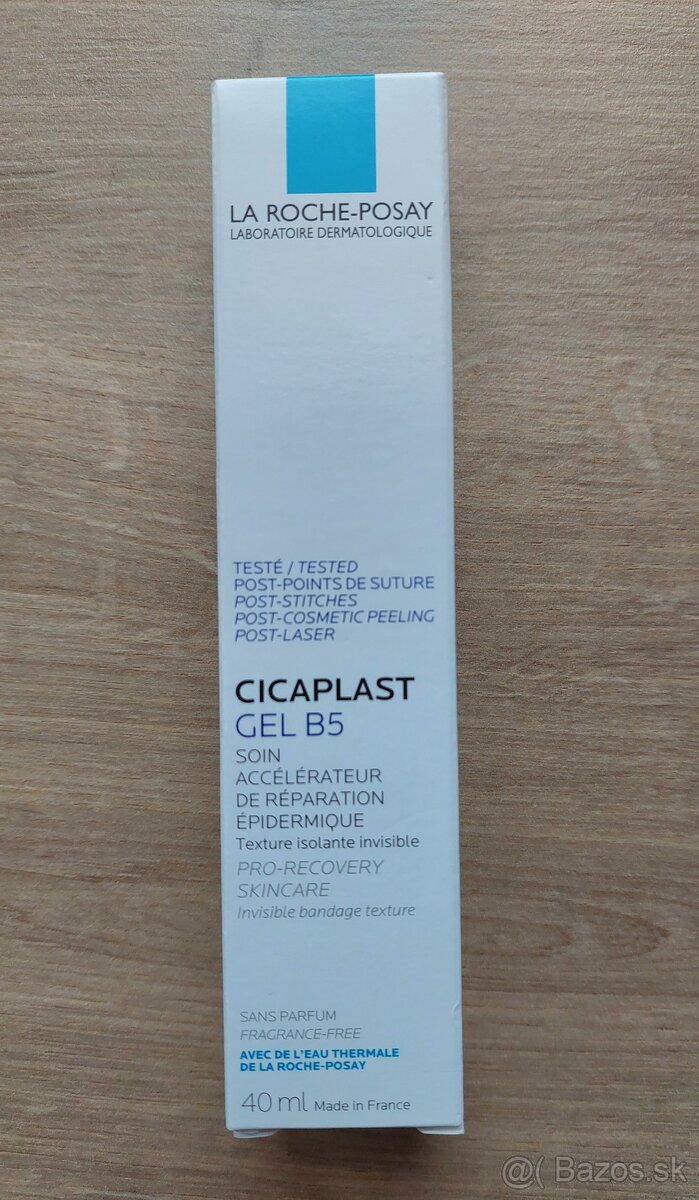 LA ROCHE-POSAY
LABORATOIRE DERMATOLOGIQUE
TESTÉ / TESTED
POST-POINTS DE SUTURE
POST-STITCHES
POST-COSMETIC PEELING
POST-LASER
CICAPLAST
GEL B5
SOIN
ACCÉLÉRATEUR
DE RÉPARATION
ÉPIDERMIQUE
Texture isolante invisible
PRO-RECOVERY
SKINCARE
Invisible bandage texture
SANS PARFUM
FRAGRANCE-FREE
AVEC DE L'EAU THERMALE
DE LA ROCHE-POSAY
40 ml Made in France
@( Bazos.sk